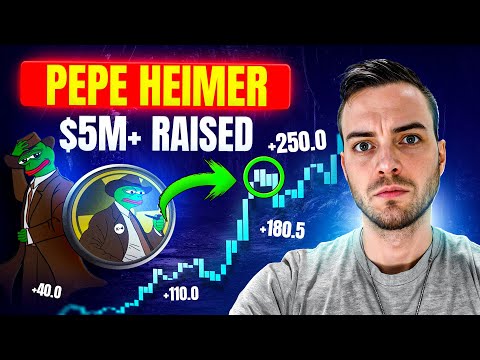 PEPE HEIMER
$5M+ RAISED
+250.0
+180.5
+40.0
+110.0